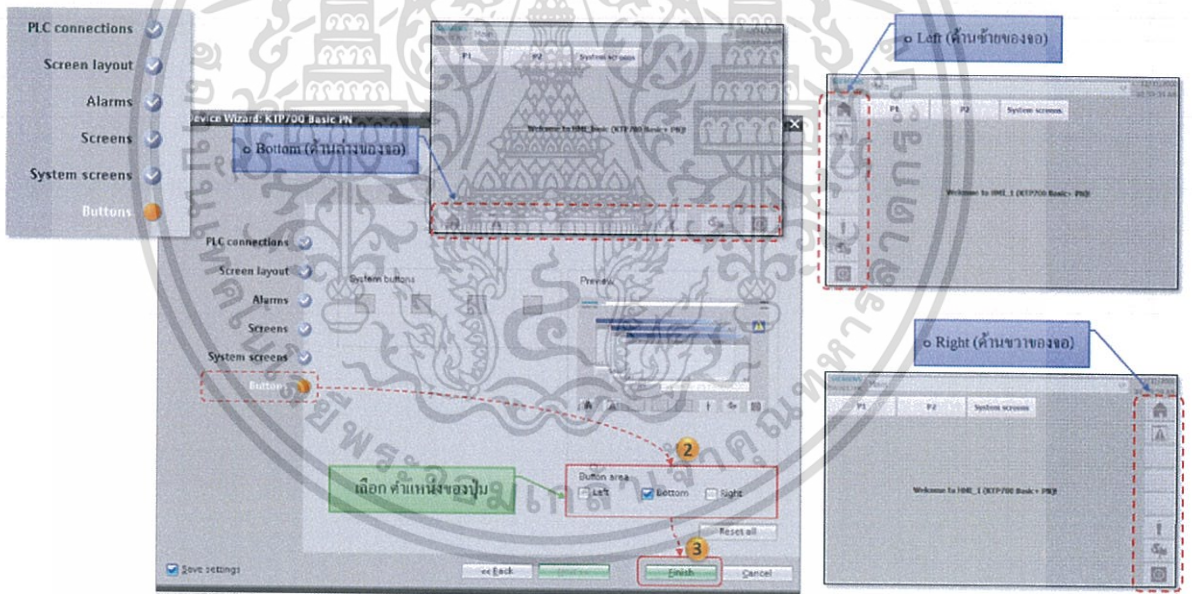 PLC connections
Screen layout
Alarms
Screens
System screens
Buttons
Main
P1 P2 System screens
Welcome to HMI_basic (KTP700 Basic+ PN)!
o Bottom (ด้านล่างของจอ)
o Left (ด้านซ้ายของจอ)
P1 P2 System screens
Welcome to HMI_1 (KTP700 Basic+ PN)!
Device Wizard: KTP700 Basic PN
PLC connections
Screen layout
Alarms
Screens
System screens
Buttons
System buttons
Preview
2
เลือก ตำแหน่งของปุ่ม
Button area
Left Bottom Right
Reset all
3
Save settings
<< Back
Finish
Cancel
o Right (ด้านขวาของจอ)
Main
P1 P2 System screens
Welcome to HMI_1 (KTP700 Basic+ PN)!